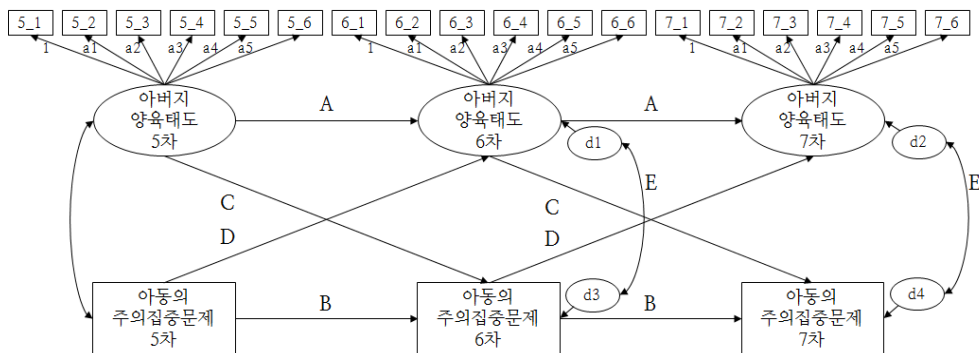 5_1 5_2 5_3 5_4 5_5 5_6 6_1 6_2 6_3 6_4 6_5 6_6 7_1 7_2 7_3 7_4 7_5 7_6
1 a1 a2 a3 a4 a5 1 a1 a2 a3 a4 a5 1 a1 a2 a3 a4 a5
아버지
양육태도
5차
A
아버지
양육태도
6차
A
아버지
양육태도
7차
d1
d2
C
D
E
C
D
E
아동의
주의집중문제
5차
B
아동의
주의집중문제
6차
d3
B
아동의
주의집중문제
7차
d4